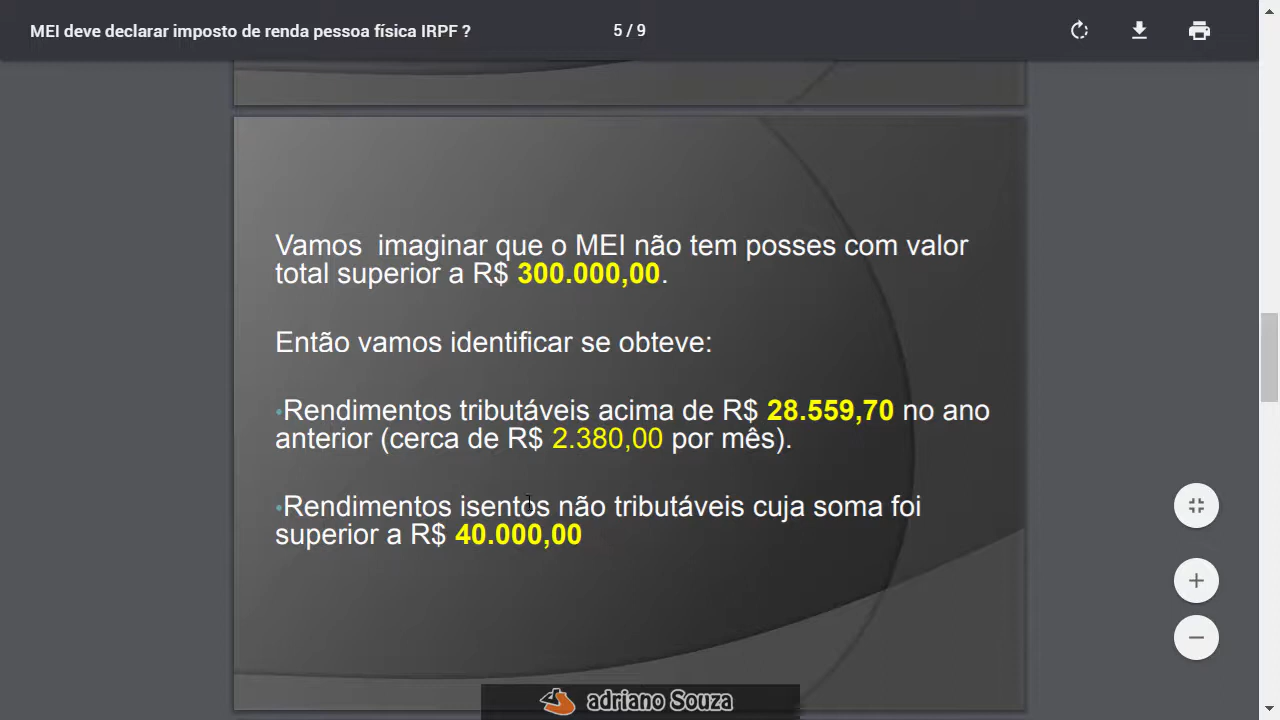 MEI deve declarar imposto de renda pessoa física IRPF ?
5 / 9
Vamos  imaginar que o MEI não tem posses com valor
total superior a R$ 300.000,00.
Então vamos identificar se obteve:
•Rendimentos tributáveis acima de R$ 28.559,70 no ano
anterior (cerca de R$ 2.380,00 por mês).
•Rendimentos isentos não tributáveis cuja soma foi
superior a R$ 40.000,00
adriano Souza